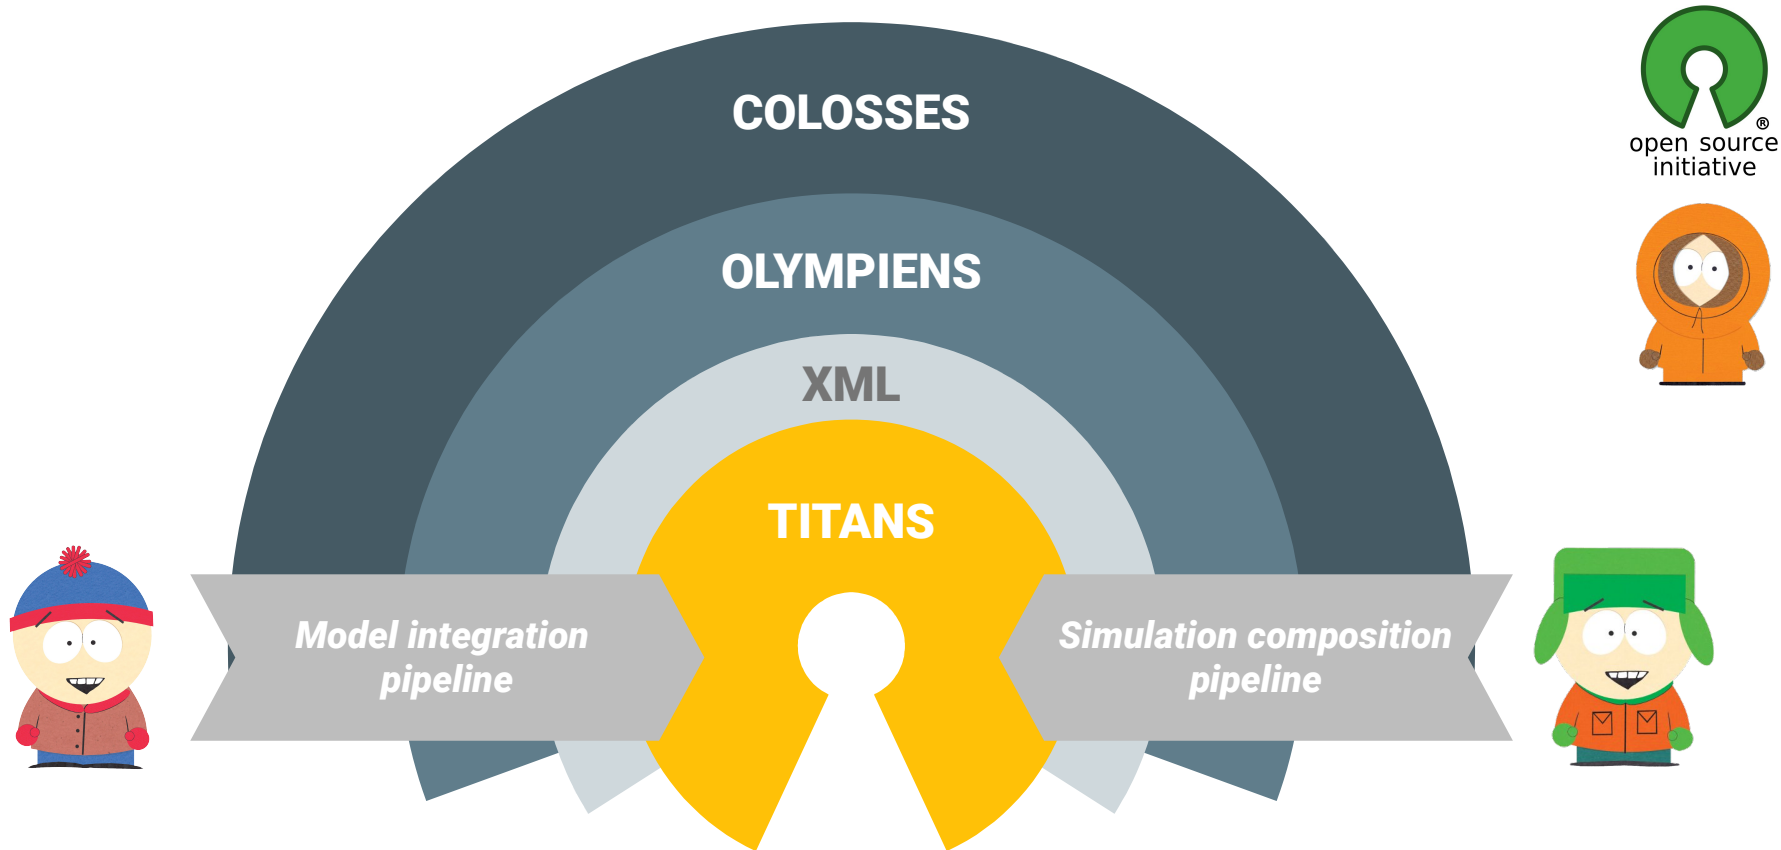 COLOSSES
OLYMPIENS
XML
TITANS
Model integration
pipeline
Simulation composition
pipeline
®
open source
initiative